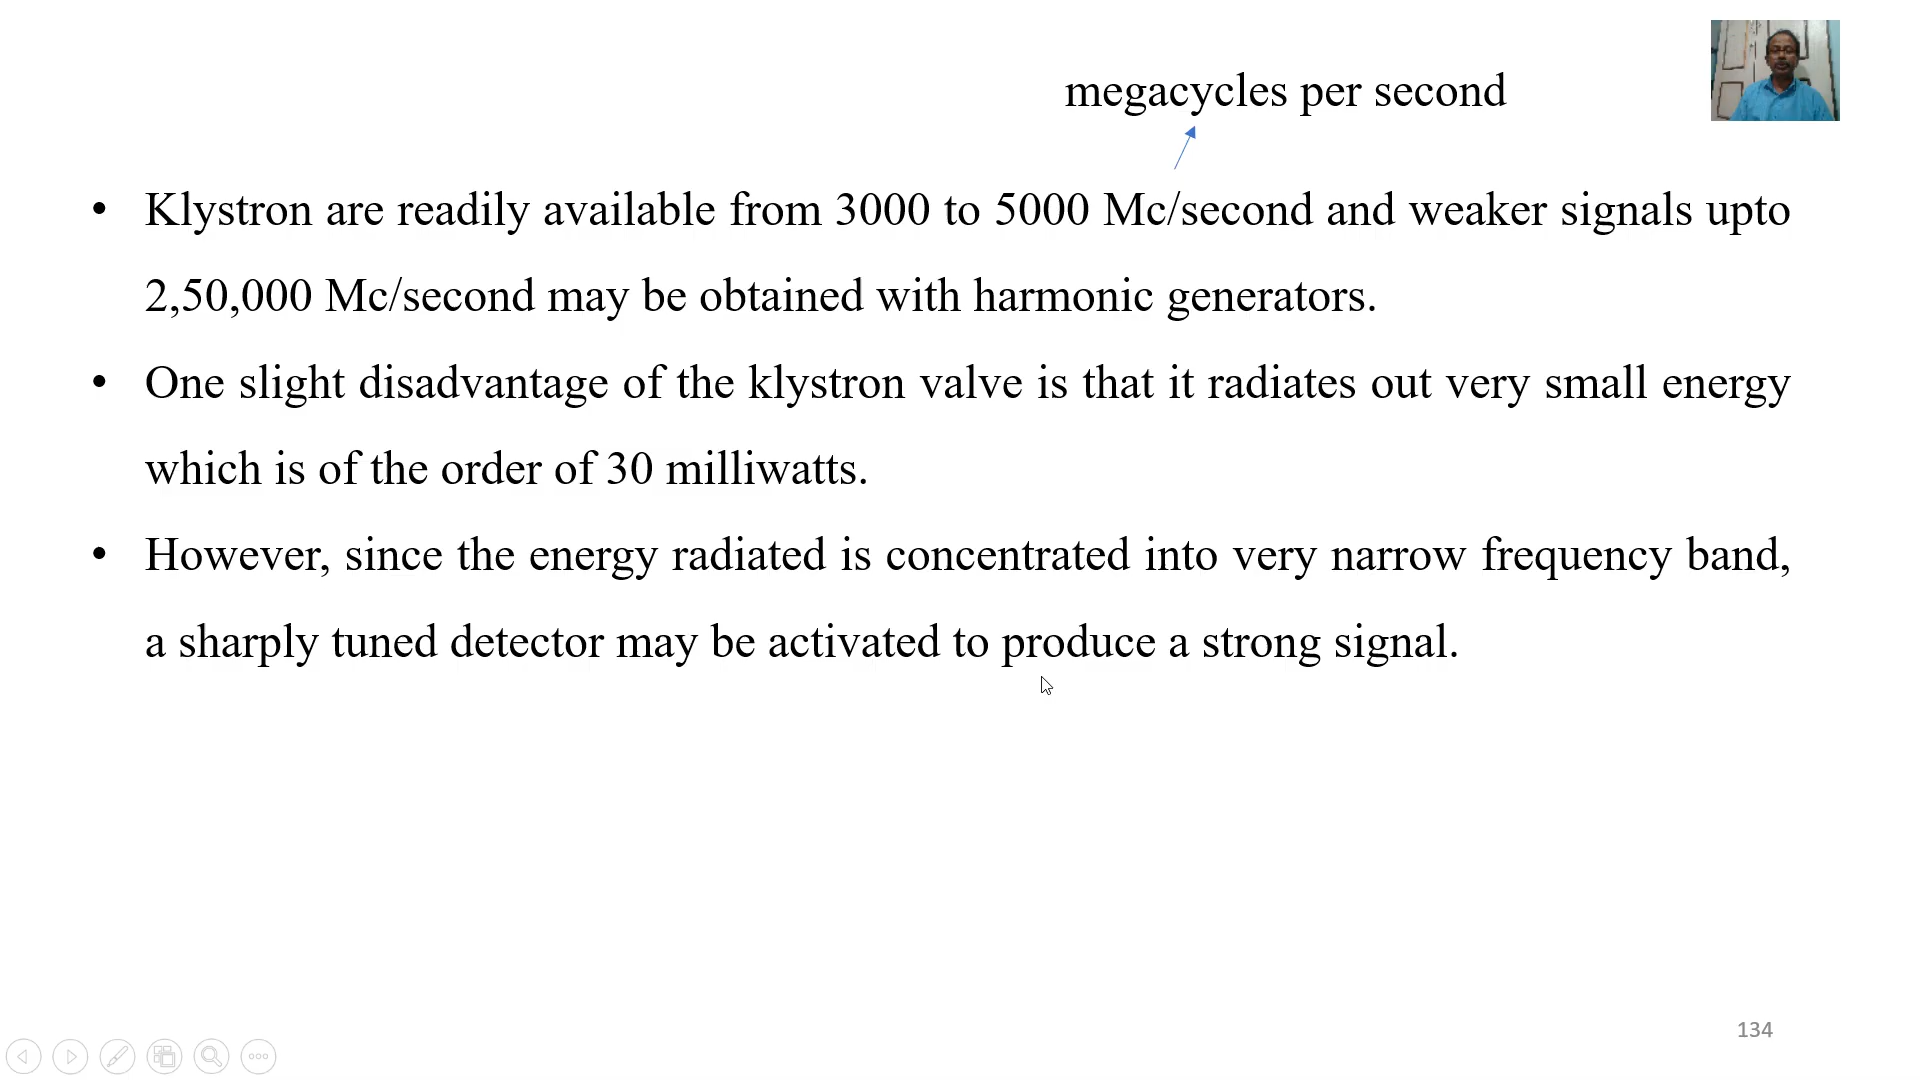 megacycles per second
• Klystron are readily available from 3000 to 5000 Mc/second and weaker signals upto
2,50,000 Mc/second may be obtained with harmonic generators.
• One slight disadvantage of the klystron valve is that it radiates out very small energy
which is of the order of 30 milliwatts.
• However, since the energy radiated is concentrated into very narrow frequency band,
a sharply tuned detector may be activated to produce a strong signal.
134